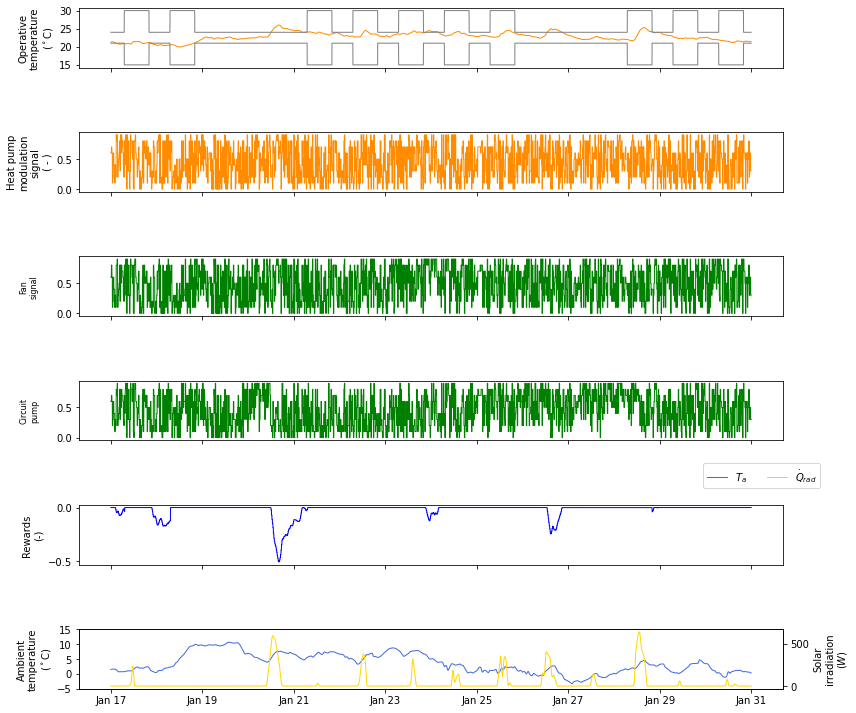 Operative
temperature
(°C)
30
25
20
15
Heat pump
modulation
signal
( - )
0.5
0.0
Fan
signal
0.5
0.0
Circuit
pump
0.5
0.0
T_a
Q̇_rad
Rewards
(-)
0.0
−0.5
Ambient
temperature
(°C)
15
10
5
0
−5
500
0
Solar
irradiation
(W)
Jan 17 Jan 19 Jan 21 Jan 23 Jan 25 Jan 27 Jan 29 Jan 31